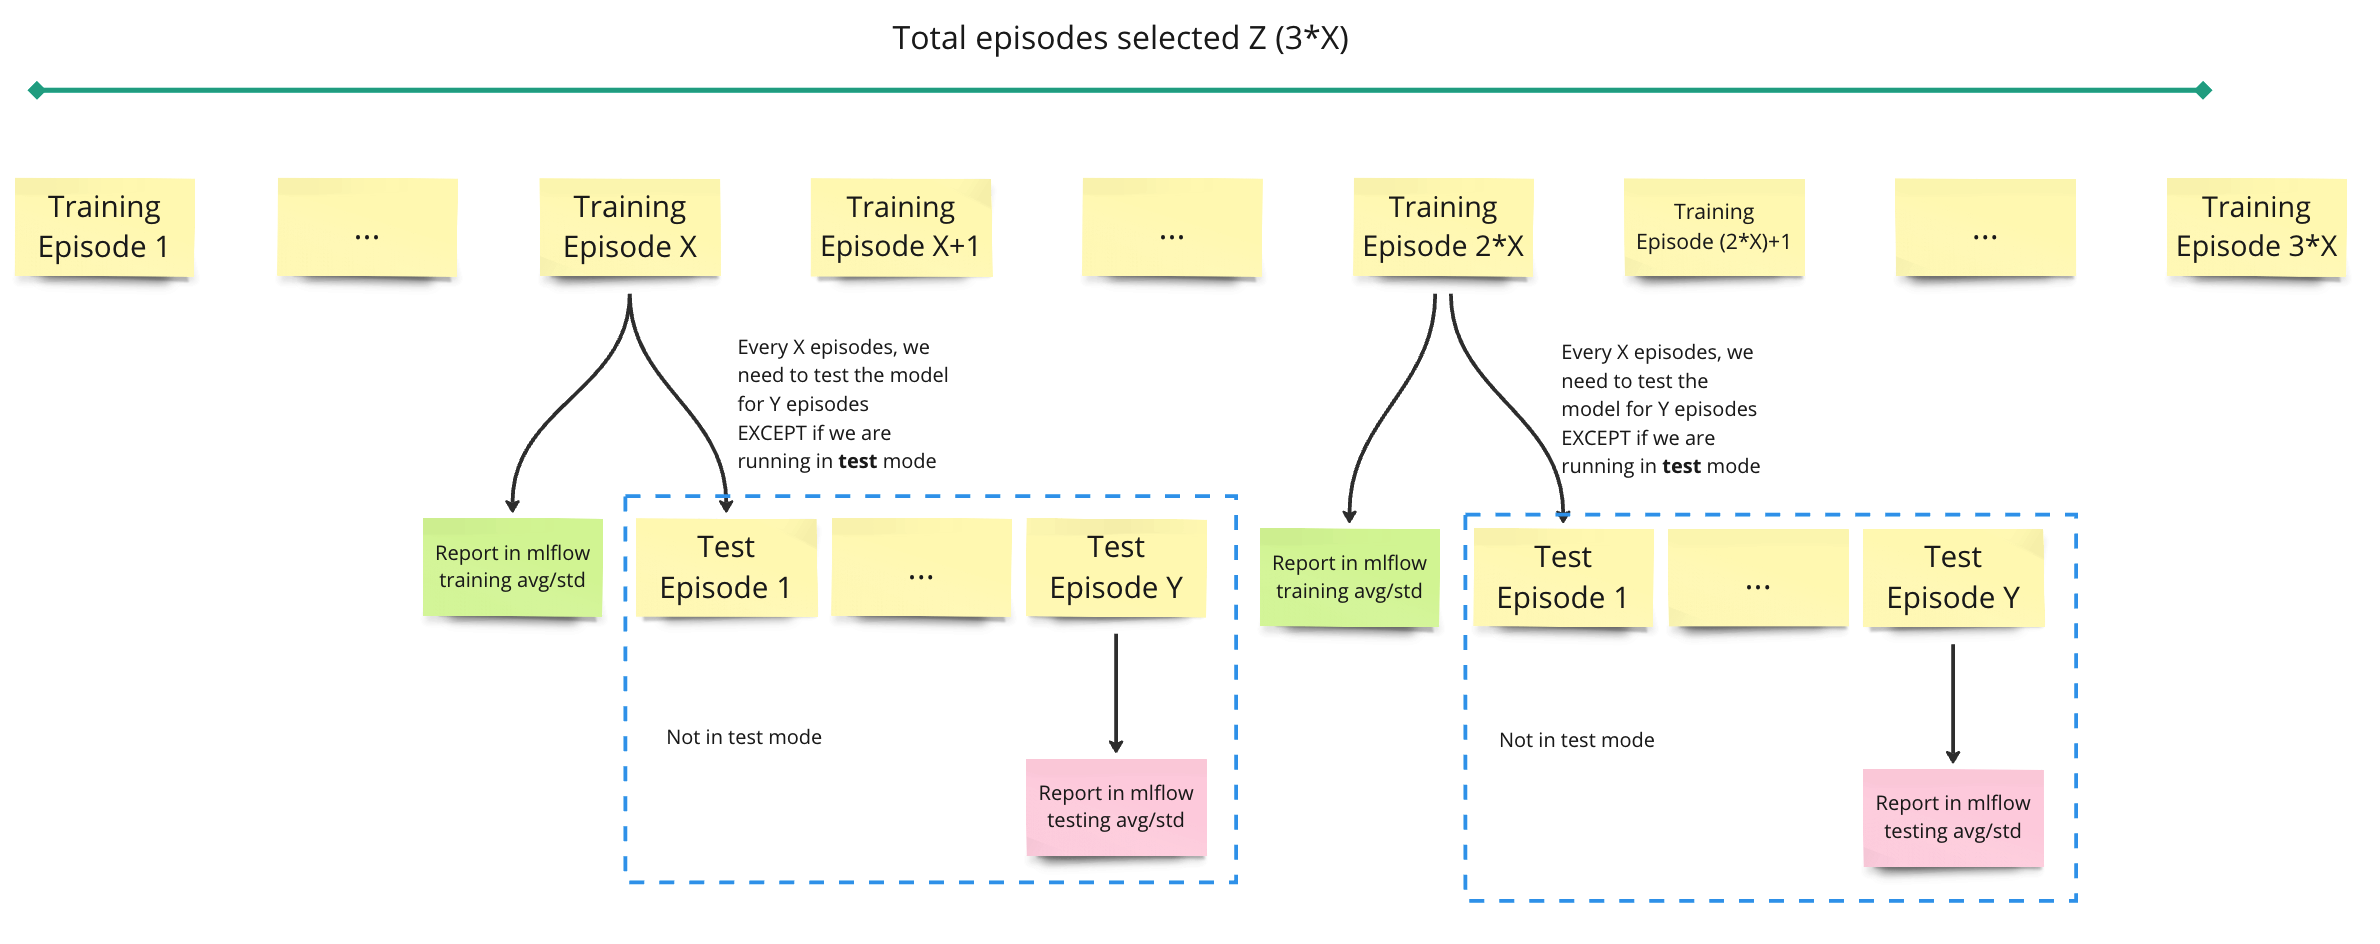 Total episodes selected Z (3*X)
Training
Episode 1
...
Training
Episode X
Training
Episode X+1
...
Training
Episode 2*X
Training
Episode (2*X)+1
...
Training
Episode 3*X
Every X episodes, we
need to test the model
for Y episodes
EXCEPT if we are
running in test mode
Every X episodes, we
need to test the
model for Y episodes
EXCEPT if we are
running in test mode
Report in mlflow
training avg/std
Test
Episode 1
...
Test
Episode Y
Report in mlflow
training avg/std
Test
Episode 1
...
Test
Episode Y
Not in test mode
Report in mlflow
testing avg/std
Not in test mode
Report in mlflow
testing avg/std